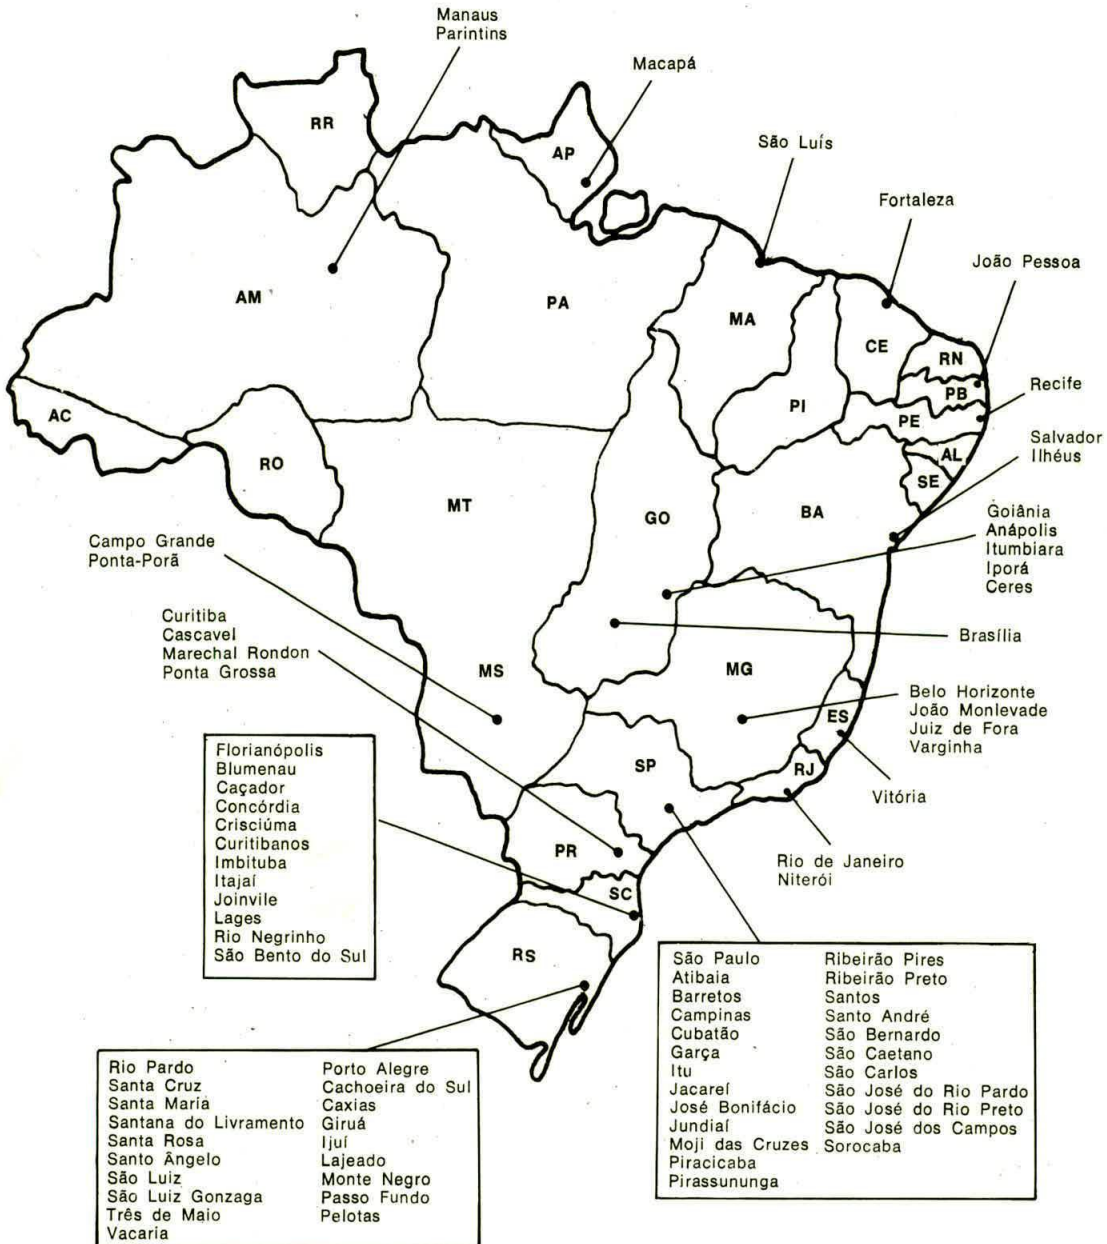 Manaus
Parintins
Macapá
São Luís
Fortaleza
João Pessoa
Recife
Salvador
Ilhéus
Goiânia
Anápolis
Itumbiara
Iporá
Ceres
Brasília
Belo Horizonte
João Monlevade
Juiz de Fora
Varginha
Vitória
Rio de Janeiro
Niterói
RR
AP
AM
PA
MA
CE
RN
PB
PI
PE
AL
SE
AC
RO
MT
GO
BA
MS
MG
ES
SP
RJ
PR
SC
RS
Campo Grande
Ponta-Porã
Curitiba
Cascavel
Marechal Rondon
Ponta Grossa
Florianópolis
Blumenau
Caçador
Concórdia
Crisciúma
Curitibanos
Imbituba
Itajaí
Joinvile
Lages
Rio Negrinho
São Bento do Sul
Rio Pardo
Santa Cruz
Santa Maria
Santana do Livramento
Santa Rosa
Santo Ângelo
São Luiz
São Luiz Gonzaga
Três de Maio
Vacaria
Porto Alegre
Cachoeira do Sul
Caxias
Giruá
Ijuí
Lajeado
Monte Negro
Passo Fundo
Pelotas
São Paulo
Atibaia
Barretos
Campinas
Cubatão
Garça
Itu
Jacareí
José Bonifácio
Jundiaí
Moji das Cruzes
Piracicaba
Pirassununga
Ribeirão Pires
Ribeirão Preto
Santos
Santo André
São Bernardo
São Caetano
São Carlos
São José do Rio Pardo
São José do Rio Preto
São José dos Campos
Sorocaba